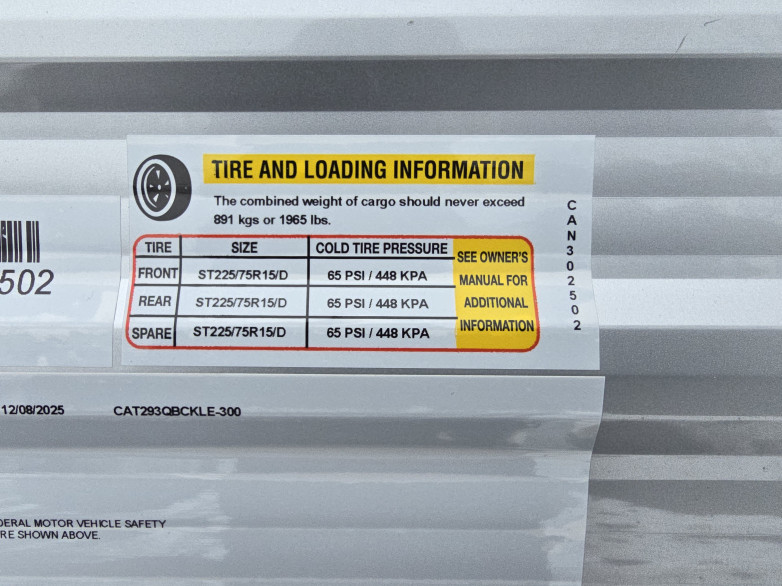 TIRE AND LOADING INFORMATION
The combined weight of cargo should never exceed
891 kgs or 1965 lbs.
TIRE SIZE COLD TIRE PRESSURE
FRONT ST225/75R15/D 65 PSI / 448 KPA
REAR ST225/75R15/D 65 PSI / 448 KPA
SPARE ST225/75R15/D 65 PSI / 448 KPA
SEE OWNER'S
MANUAL FOR
ADDITIONAL
INFORMATION
CAN302502
502
12/08/2025 CAT293QBCKLE-300
DERAL MOTOR VEHICLE SAFETY
RE SHOWN ABOVE.